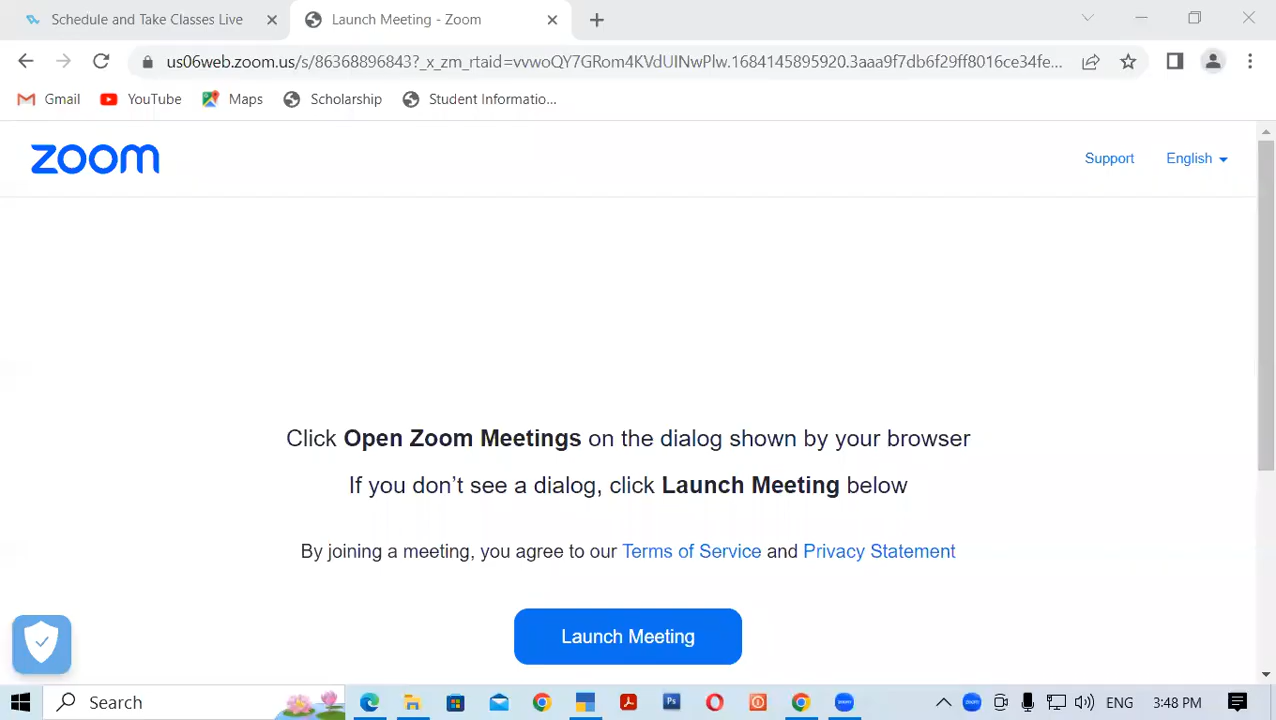 Schedule and Take Classes Live
Launch Meeting - Zoom
us06web.zoom.us/s/86368896843?_x_zm_rtaid=vvwoQY7GRom4KVdUINwPlw.1684145895920.3aaa9f7db6f29ff8016ce34fe...
Gmail YouTube Maps Scholarship Student Informatio...
zoom
Support English
Click Open Zoom Meetings on the dialog shown by your browser
If you don’t see a dialog, click Launch Meeting below
By joining a meeting, you agree to our Terms of Service and Privacy Statement
Launch Meeting
Search
Ps
zoom
zoom
ENG
3:48 PM